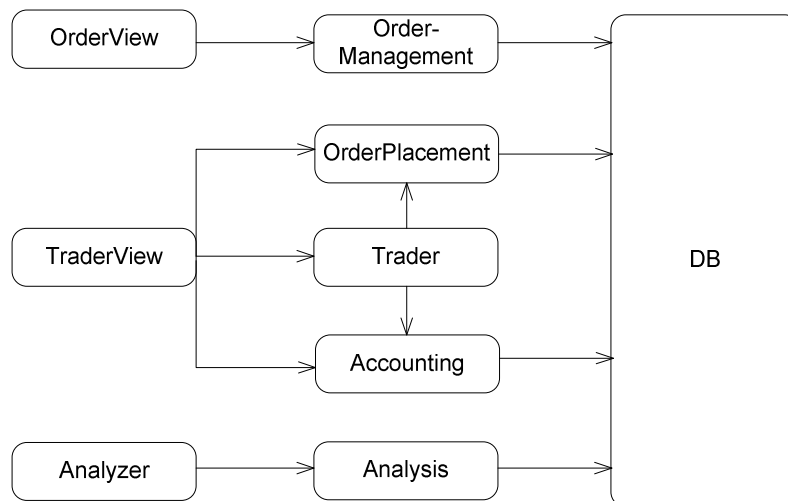 OrderView
Order-
Management
OrderPlacement
TraderView
Trader
DB
Accounting
Analyzer
Analysis